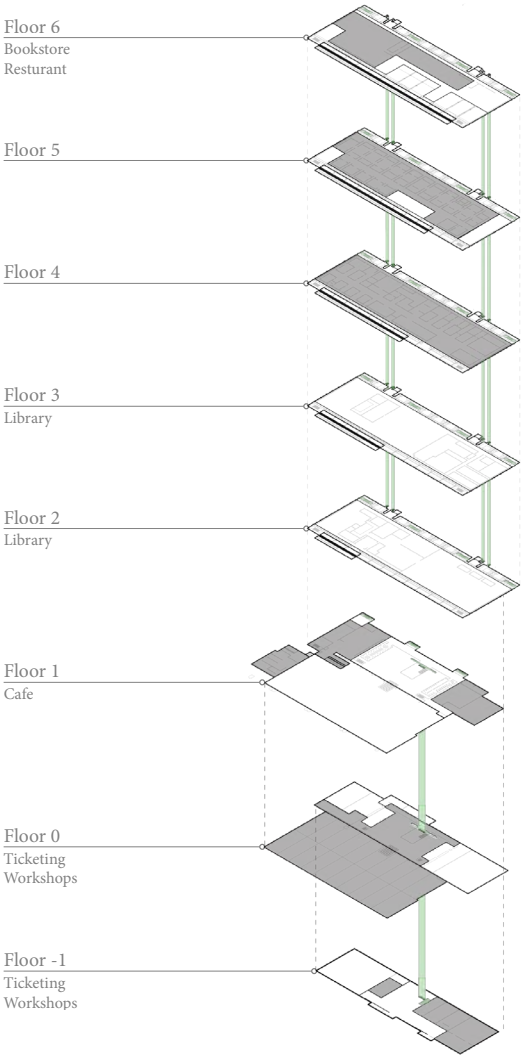 Floor 6
Bookstore
Resturant
Floor 5
Floor 4
Floor 3
Library
Floor 2
Library
Floor 1
Cafe
Floor 0
Ticketing
Workshops
Floor -1
Ticketing
Workshops